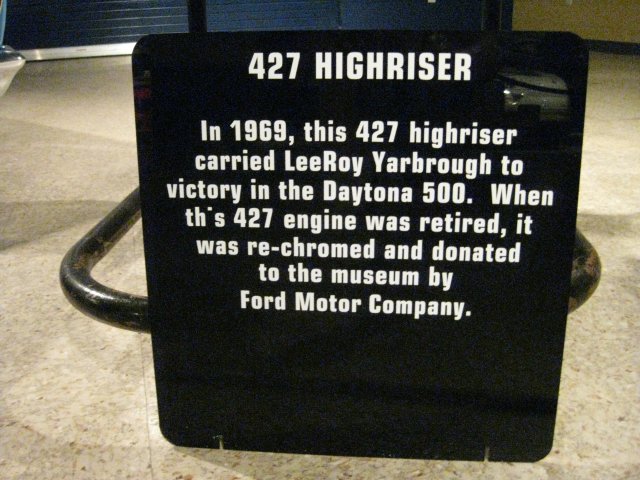 427 HIGHRISER
In 1969, this 427 highriser
carried LeeRoy Yarbrough to
victory in the Daytona 500. When
th's 427 engine was retired, it
was re-chromed and donated
to the museum by
Ford Motor Company.